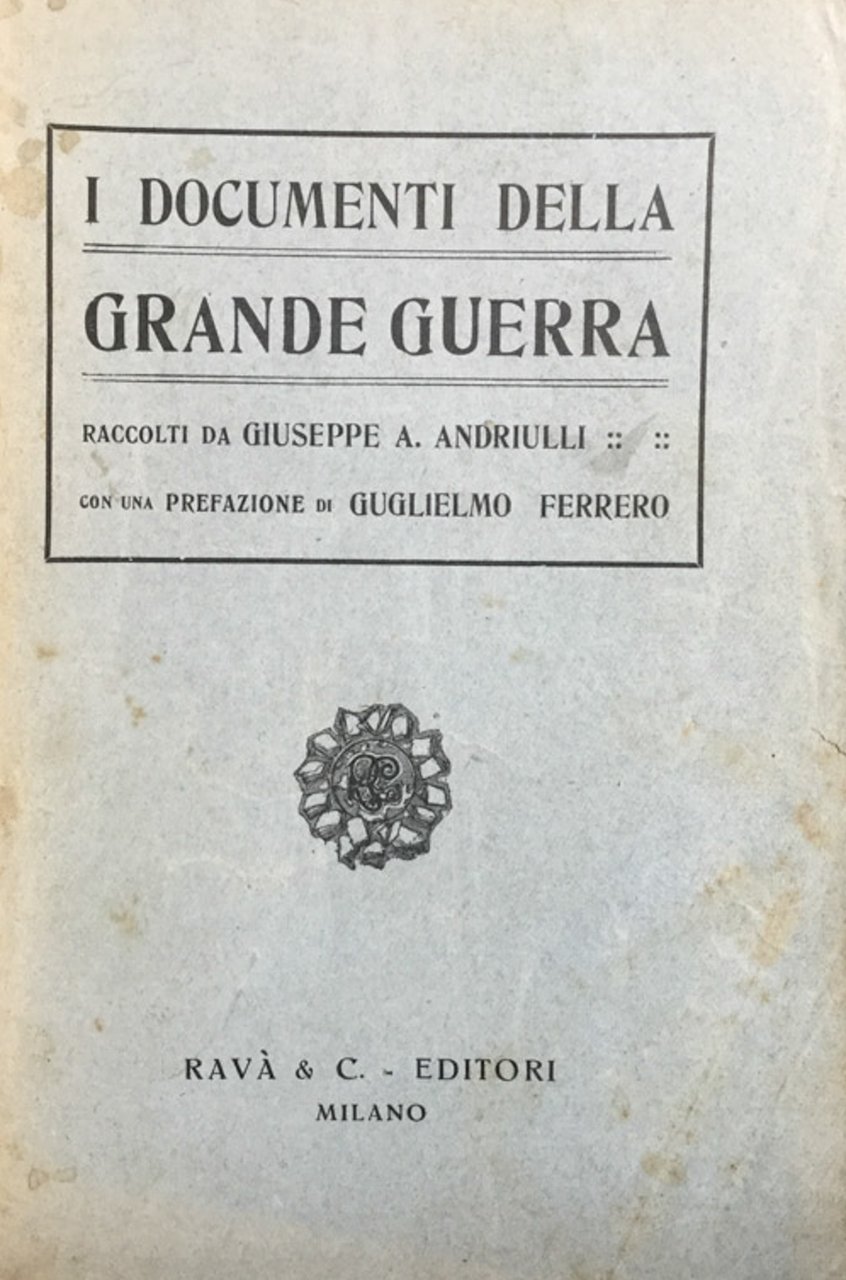 I DOCUMENTI DELLA
GRANDE GUERRA
RACCOLTI DA GIUSEPPE A. ANDRIULLI :: ::
CON UNA PREFAZIONE DI GUGLIELMO FERRERO
RAVÀ & C. - EDITORI
MILANO